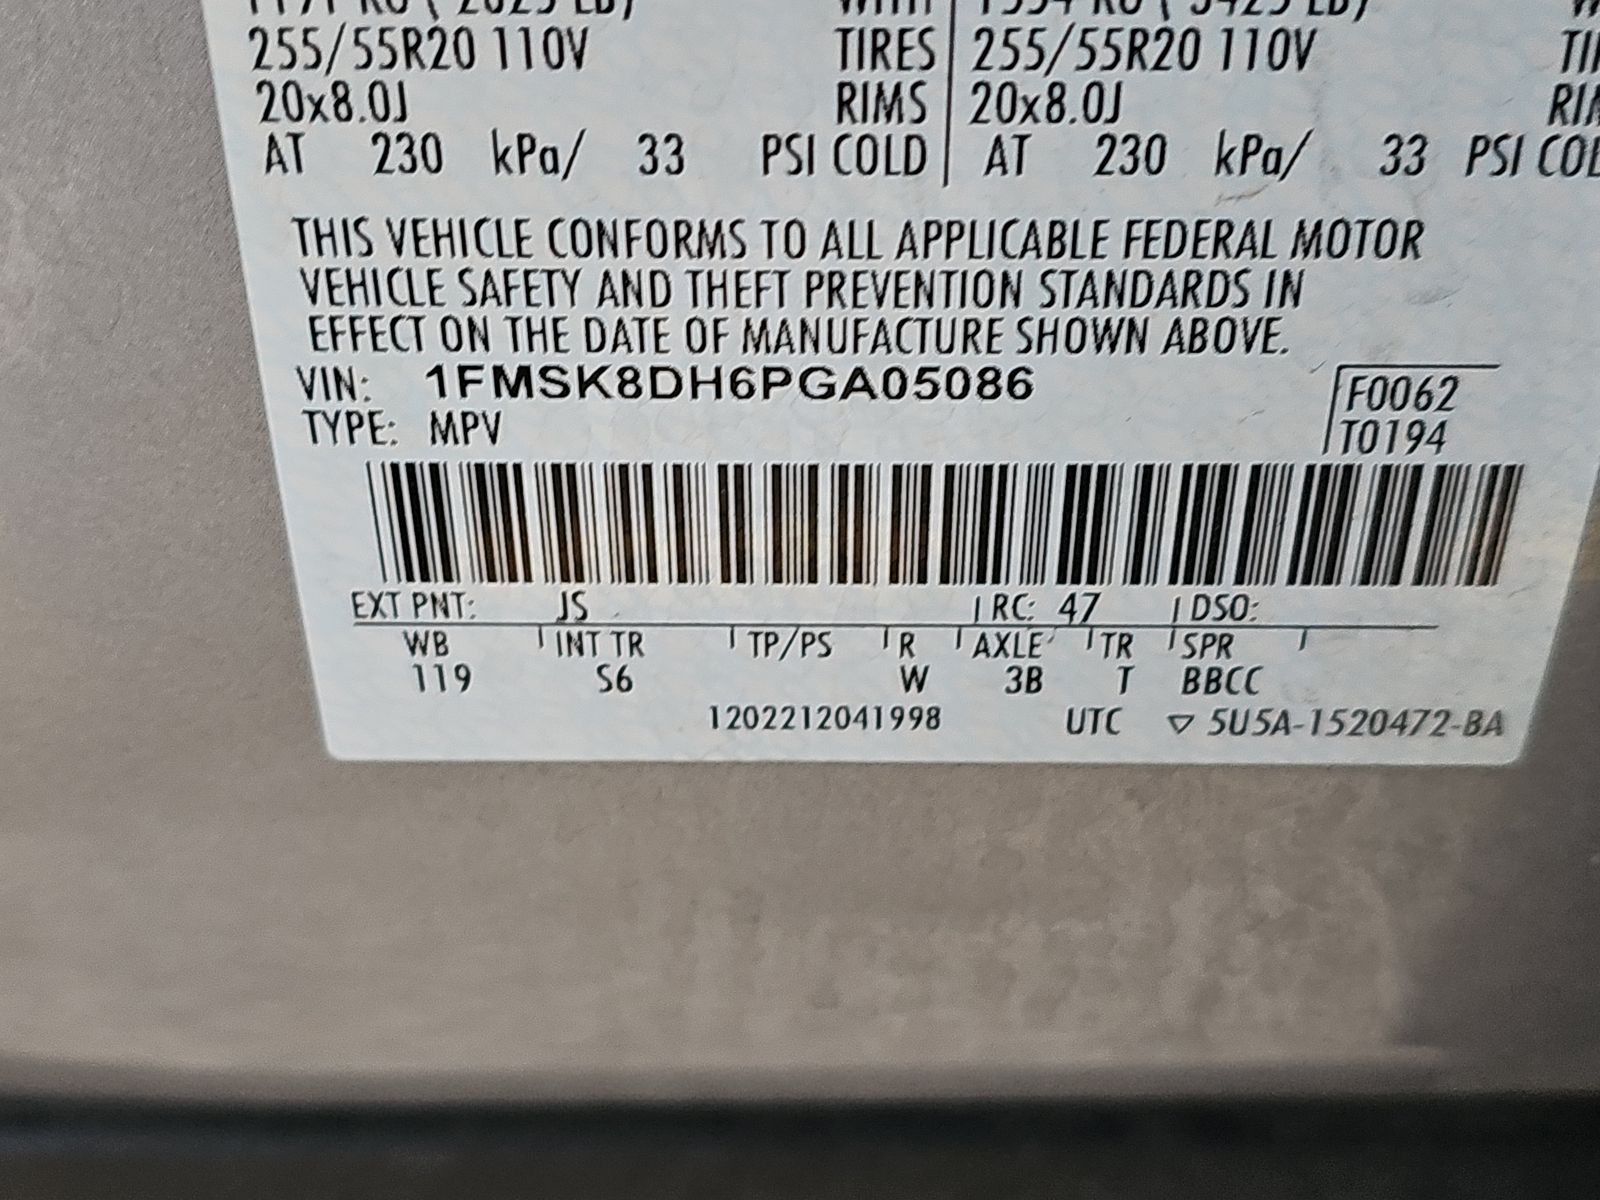 255/55R20 110V TIRES 255/55R20 110V
20x8.0J RIMS 20x8.0J
AT 230 kPa/ 33 PSI COLD AT 230 kPa/ 33 PSI
THIS VEHICLE CONFORMS TO ALL APPLICABLE FEDERAL MOTOR
VEHICLE SAFETY AND THEFT PREVENTION STANDARDS IN
EFFECT ON THE DATE OF MANUFACTURE SHOWN ABOVE.
VIN: 1FMSK8DH6PGA05086 F0062
TYPE: MPV T0194
EXT PNT: JS RC: 47 DSO:
WB INT TR TP/PS R AXLE TR SPR
119 S6 W 3B T BBCC
1202212041998 UTC ▽ 5U5A-1520472-BA